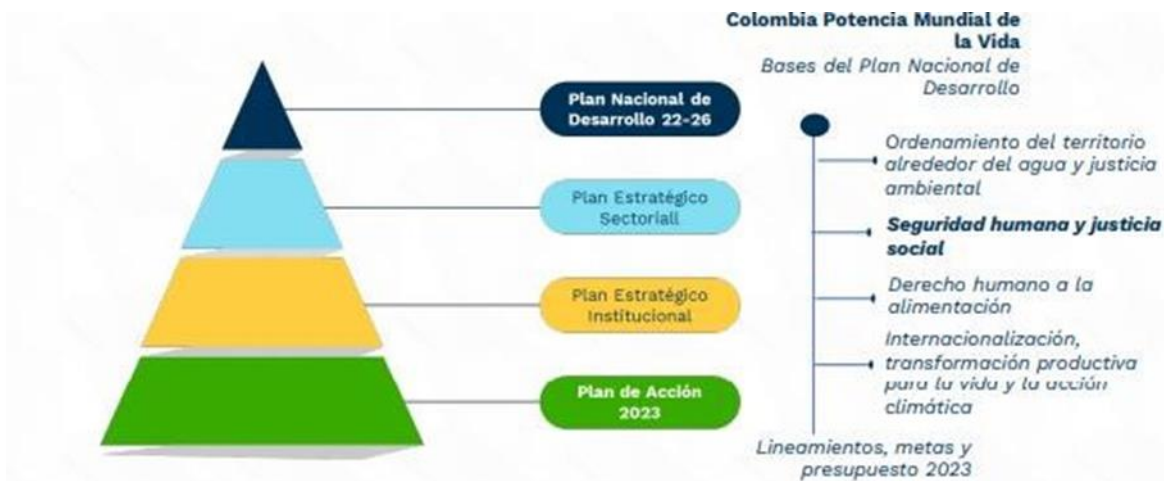 Plan Nacional de
Desarrollo 22-26
Plan Estratégico
Sectoriall
Plan Estratégico
Institucional
Plan de Acción
2023
Colombia Potencia Mundial de
la Vida
Bases del Plan Nacional de
Desarrollo
Ordenamiento del territorio
alrededor del agua y justicia
ambiental
Seguridad humana y justicia
social
Derecho humano a la
alimentación
Internacionalización,
transformación productiva
para la vida y la acción
climática
Lineamientos, metas y
presupuesto 2023